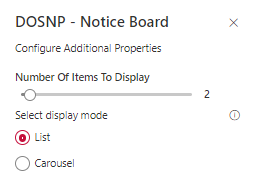 DOSNP - Notice Board
Configure Additional Properties
Number Of Items To Display
2
Select display mode
List
Carousel